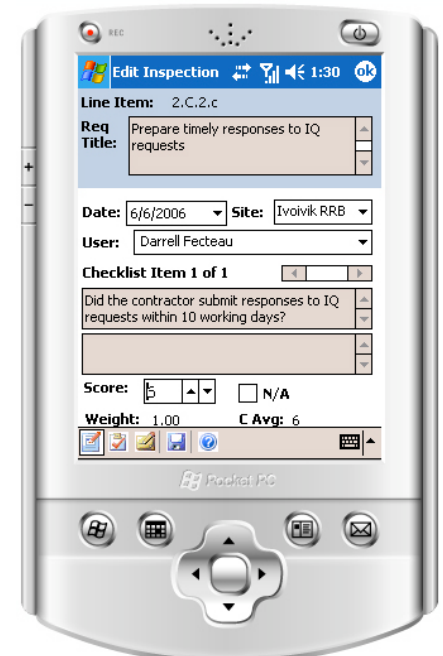 REC
Edit Inspection 1:30 ok
Line Item: 2.C.2.c
Req Title: Prepare timely responses to IQ
requests
+
−
Date: 6/6/2006 Site: Ivoivik RRB
User: Darrell Fecteau
Checklist Item 1 of 1
Did the contractor submit responses to IQ
requests within 10 working days?
Score: 5 N/A
Weight: 1.00 C Avg: 6
Pocket PC